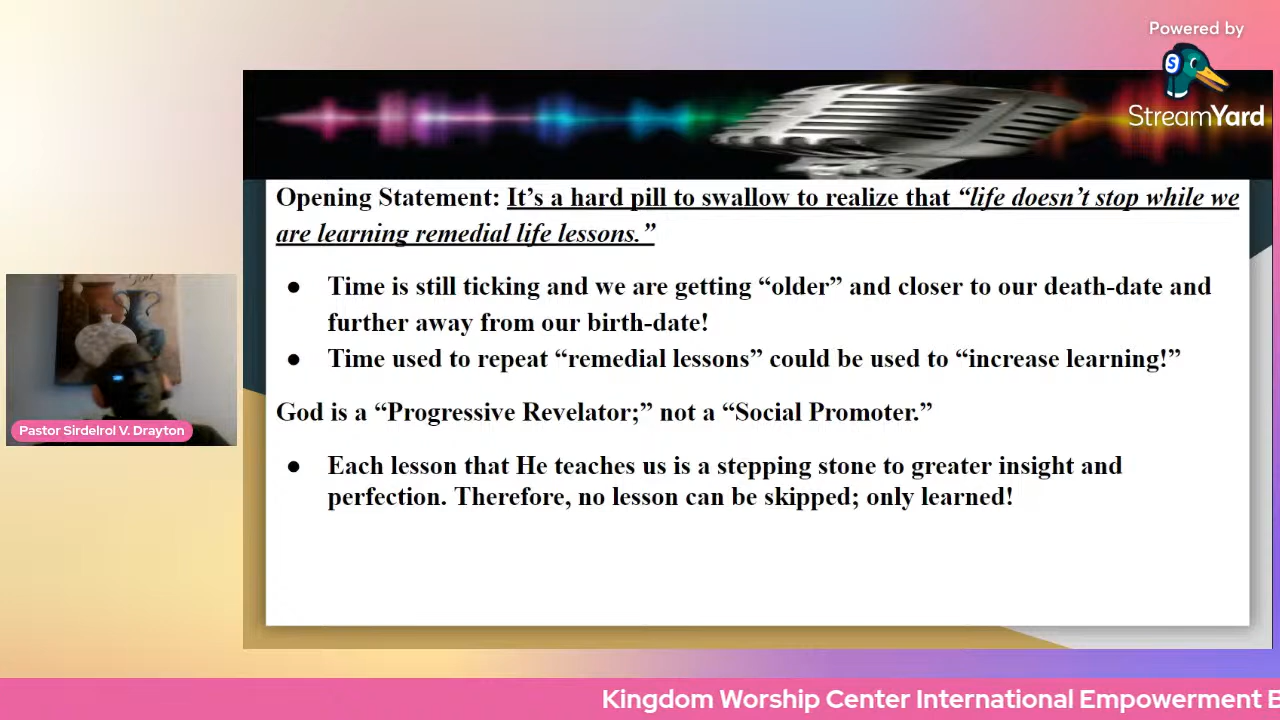 Powered by
S
StreamYard
Opening Statement: It’s a hard pill to swallow to realize that “life doesn’t stop while we
are learning remedial life lessons.”
● Time is still ticking and we are getting “older” and closer to our death-date and
further away from our birth-date!
● Time used to repeat “remedial lessons” could be used to “increase learning!”
God is a “Progressive Revelator;” not a “Social Promoter.”
● Each lesson that He teaches us is a stepping stone to greater insight and
perfection. Therefore, no lesson can be skipped; only learned!
Pastor Sirdelrol V. Drayton
Kingdom Worship Center International Empowerment B